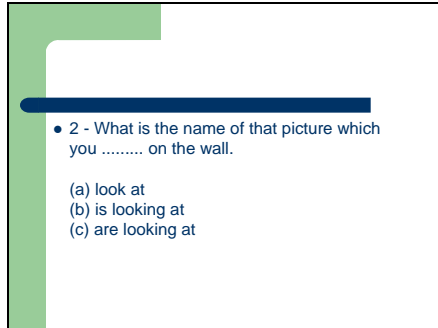 ● 2 - What is the name of that picture which
you ......... on the wall.
(a) look at
(b) is looking at
(c) are looking at